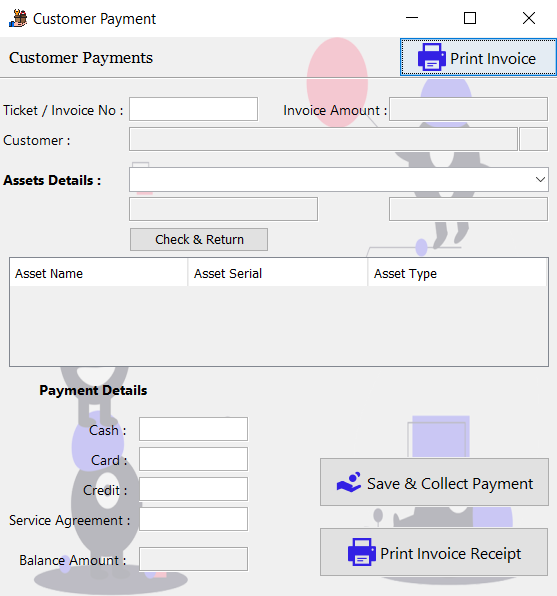 Customer Payment
Customer Payments
Print Invoice
Ticket / Invoice No :
Invoice Amount :
Customer :
Assets Details :
Check & Return
Asset Name Asset Serial Asset Type
Payment Details
Cash :
Card :
Credit :
Save & Collect Payment
Service Agreement :
Balance Amount :
Print Invoice Receipt